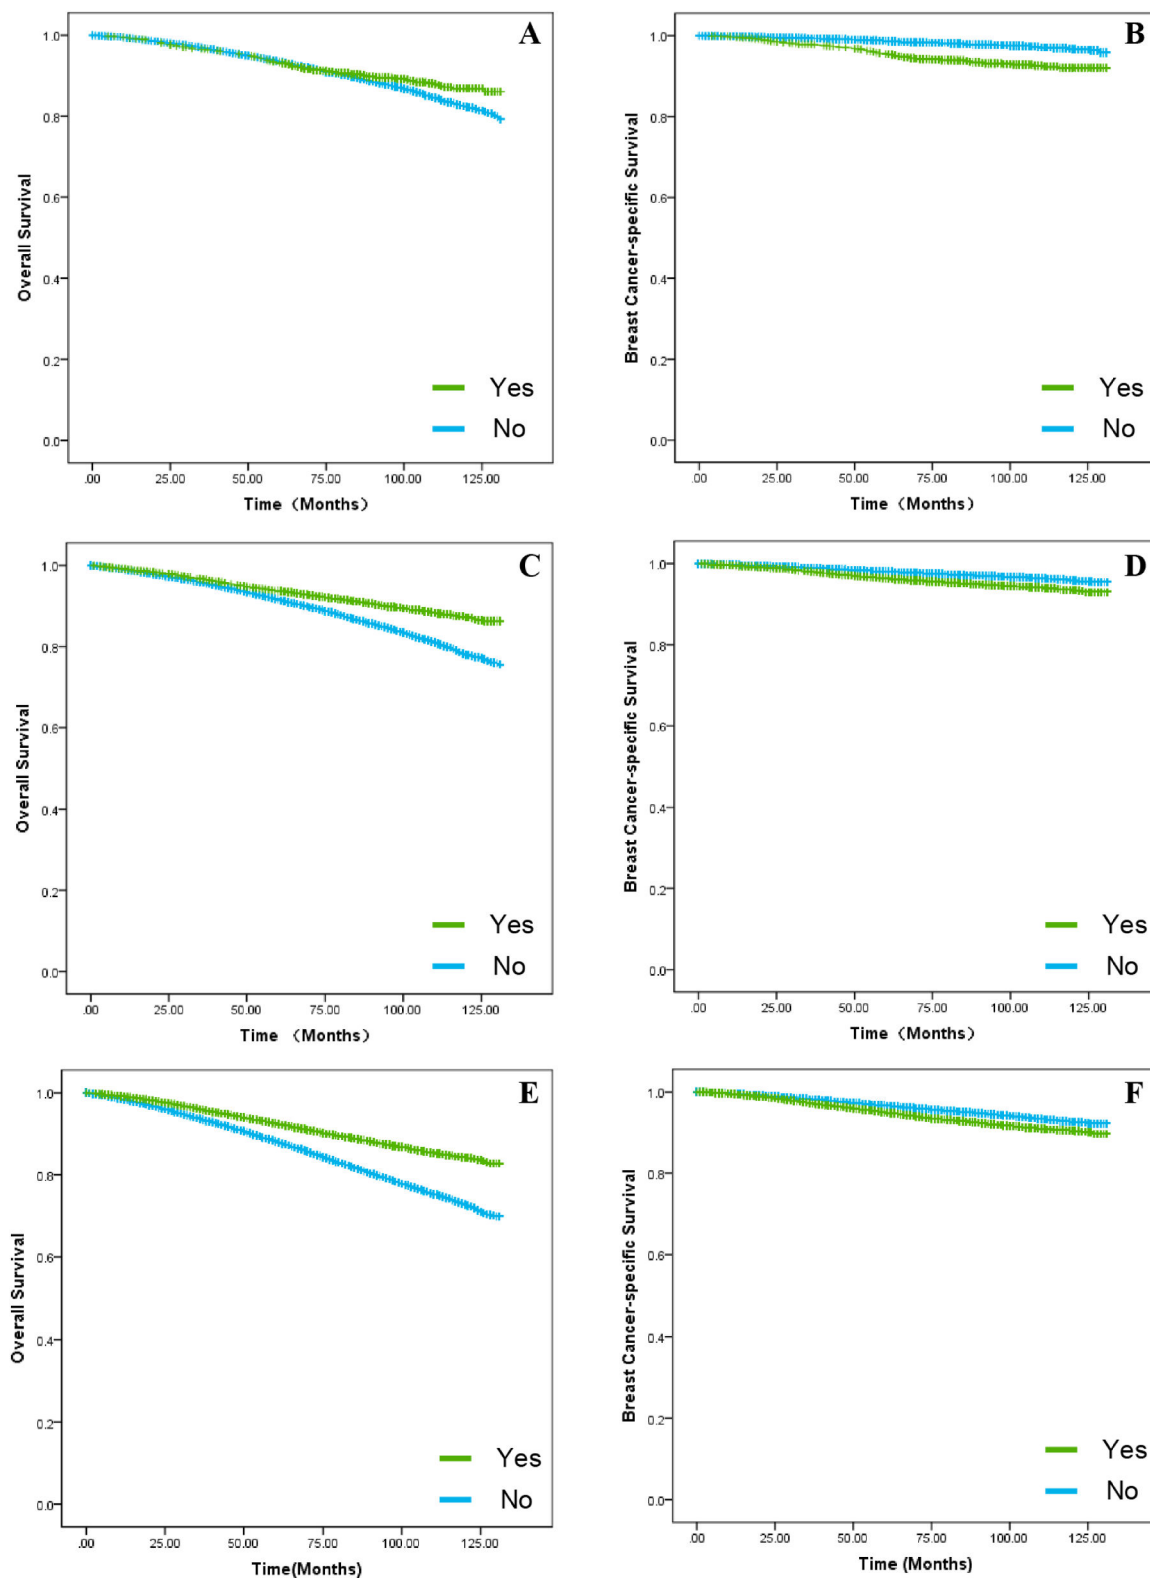 A
1.0
0.8
0.6
0.4
0.2
0.0
Overall Survival
Yes
No
.00 25.00 50.00 75.00 100.00 125.00
Time（Months）
B
1.0
0.8
0.6
0.4
0.2
0.0
Breast Cancer-specific Survival
Yes
No
.00 25.00 50.00 75.00 100.00 125.00
Time（Months）
C
1.0
0.8
0.6
0.4
0.2
0.0
Overall Survival
Yes
No
.00 25.00 50.00 75.00 100.00 125.00
Time （Months）
D
1.0
0.8
0.6
0.4
0.2
0.0
Breast Cancer-specific Survival
Yes
No
.00 25.00 50.00 75.00 100.00 125.00
Time（Months）
E
1.0
0.8
0.6
0.4
0.2
0.0
Overall Survival
Yes
No
.00 25.00 50.00 75.00 100.00 125.00
Time(Months)
F
1.0
0.8
0.6
0.4
0.2
0.0
Breast Cancer-specific Survival
Yes
No
.00 25.00 50.00 75.00 100.00 125.00
Time (Months)